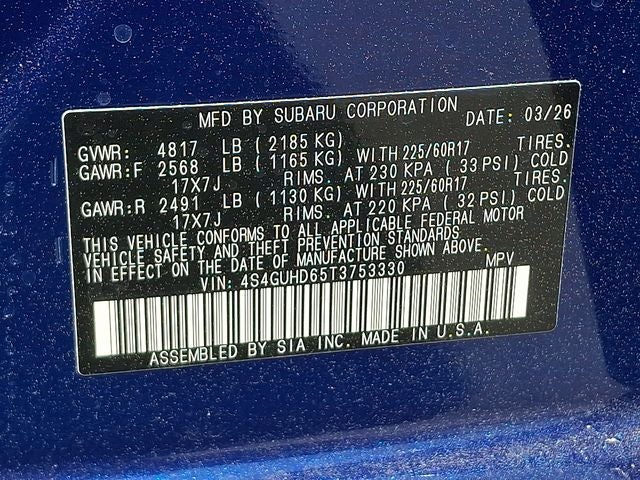 MFD BY SUBARU CORPORATION DATE: 03/26
GVWR: 4817 LB (2185 KG)
GAWR:F 2568 LB (1165 KG) WITH 225/60R17 TIRES.
17X7J RIMS. AT 230 KPA (33 PSI) COLD
GAWR:R 2491 LB (1130 KG) WITH 225/60R17 TIRES.
17X7J RIMS. AT 220 KPA (32 PSI) COLD
THIS VEHICLE CONFORMS TO ALL APPLICABLE FEDERAL MOTOR
VEHICLE SAFETY AND THEFT PREVENTION STANDARDS
IN EFFECT ON THE DATE OF MANUFACTURE SHOWN ABOVE.
VIN: 4S4GUHD65T3753330 MPV
ASSEMBLED BY SIA INC. MADE IN U.S.A.